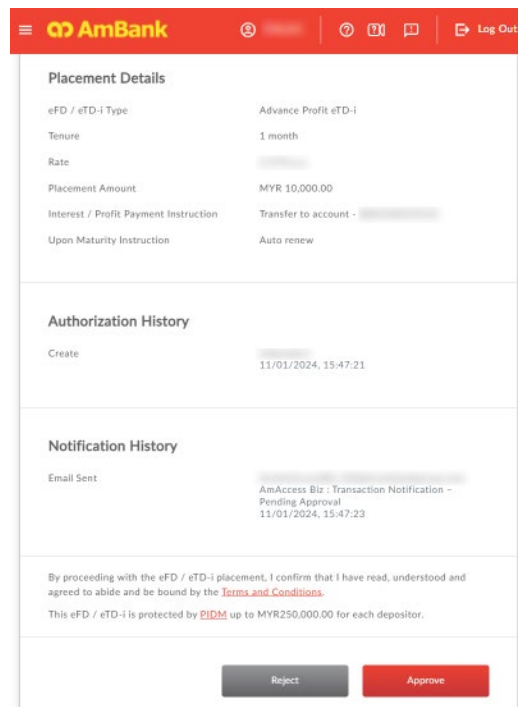 AmBank
Log Out
Placement Details
eFD / eTD-i Type Advance Profit eTD-i
Tenure 1 month
Rate
Placement Amount MYR 10,000.00
Interest / Profit Payment Instruction Transfer to account -
Upon Maturity Instruction Auto renew
Authorization History
Create
11/01/2024, 15:47:21
Notification History
Email Sent
AmAccess Biz : Transaction Notification –
Pending Approval
11/01/2024, 15:47:23
By proceeding with the eFD / eTD-i placement, I confirm that I have read, understood and
agreed to abide and be bound by the Terms and Conditions.
This eFD / eTD-i is protected by PIDM up to MYR250,000.00 for each depositor.
Reject Approve